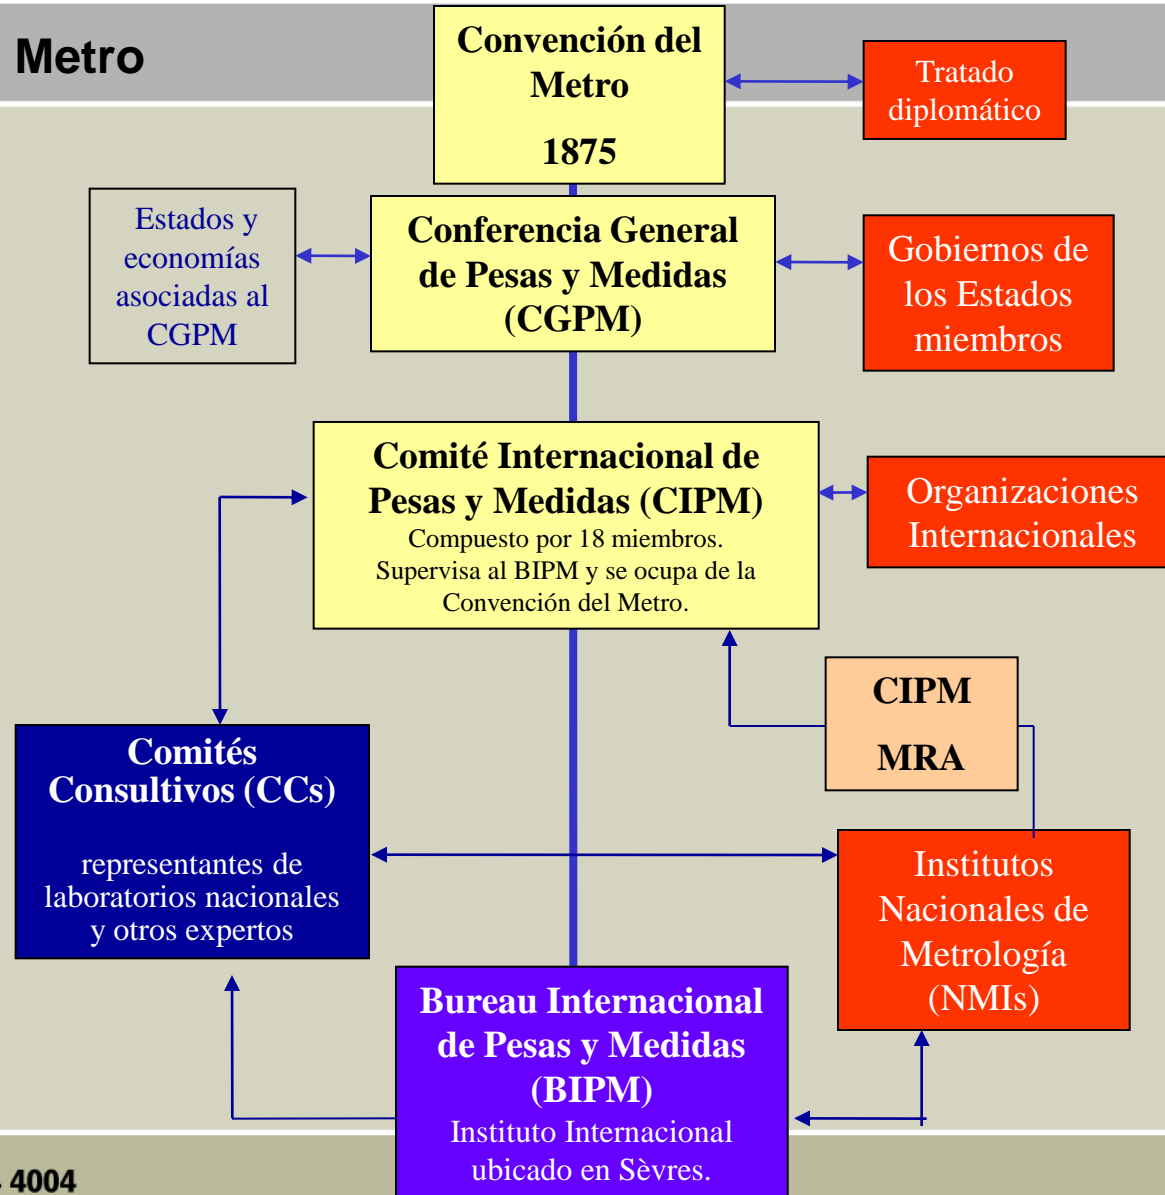 Metro
Convención del
Metro
1875
Tratado
diplomático
Estados y
economías
asociadas al
CGPM
Conferencia General
de Pesas y Medidas
(CGPM)
Gobiernos de
los Estados
miembros
Comité Internacional de
Pesas y Medidas (CIPM)
Compuesto por 18 miembros.
Supervisa al BIPM y se ocupa de la
Convención del Metro.
Organizaciones
Internacionales
CIPM
MRA
Comités
Consultivos (CCs)
representantes de
laboratorios nacionales
y otros expertos
Institutos
Nacionales de
Metrología
(NMIs)
Bureau Internacional
de Pesas y Medidas
(BIPM)
Instituto Internacional
ubicado en Sèvres.
4004